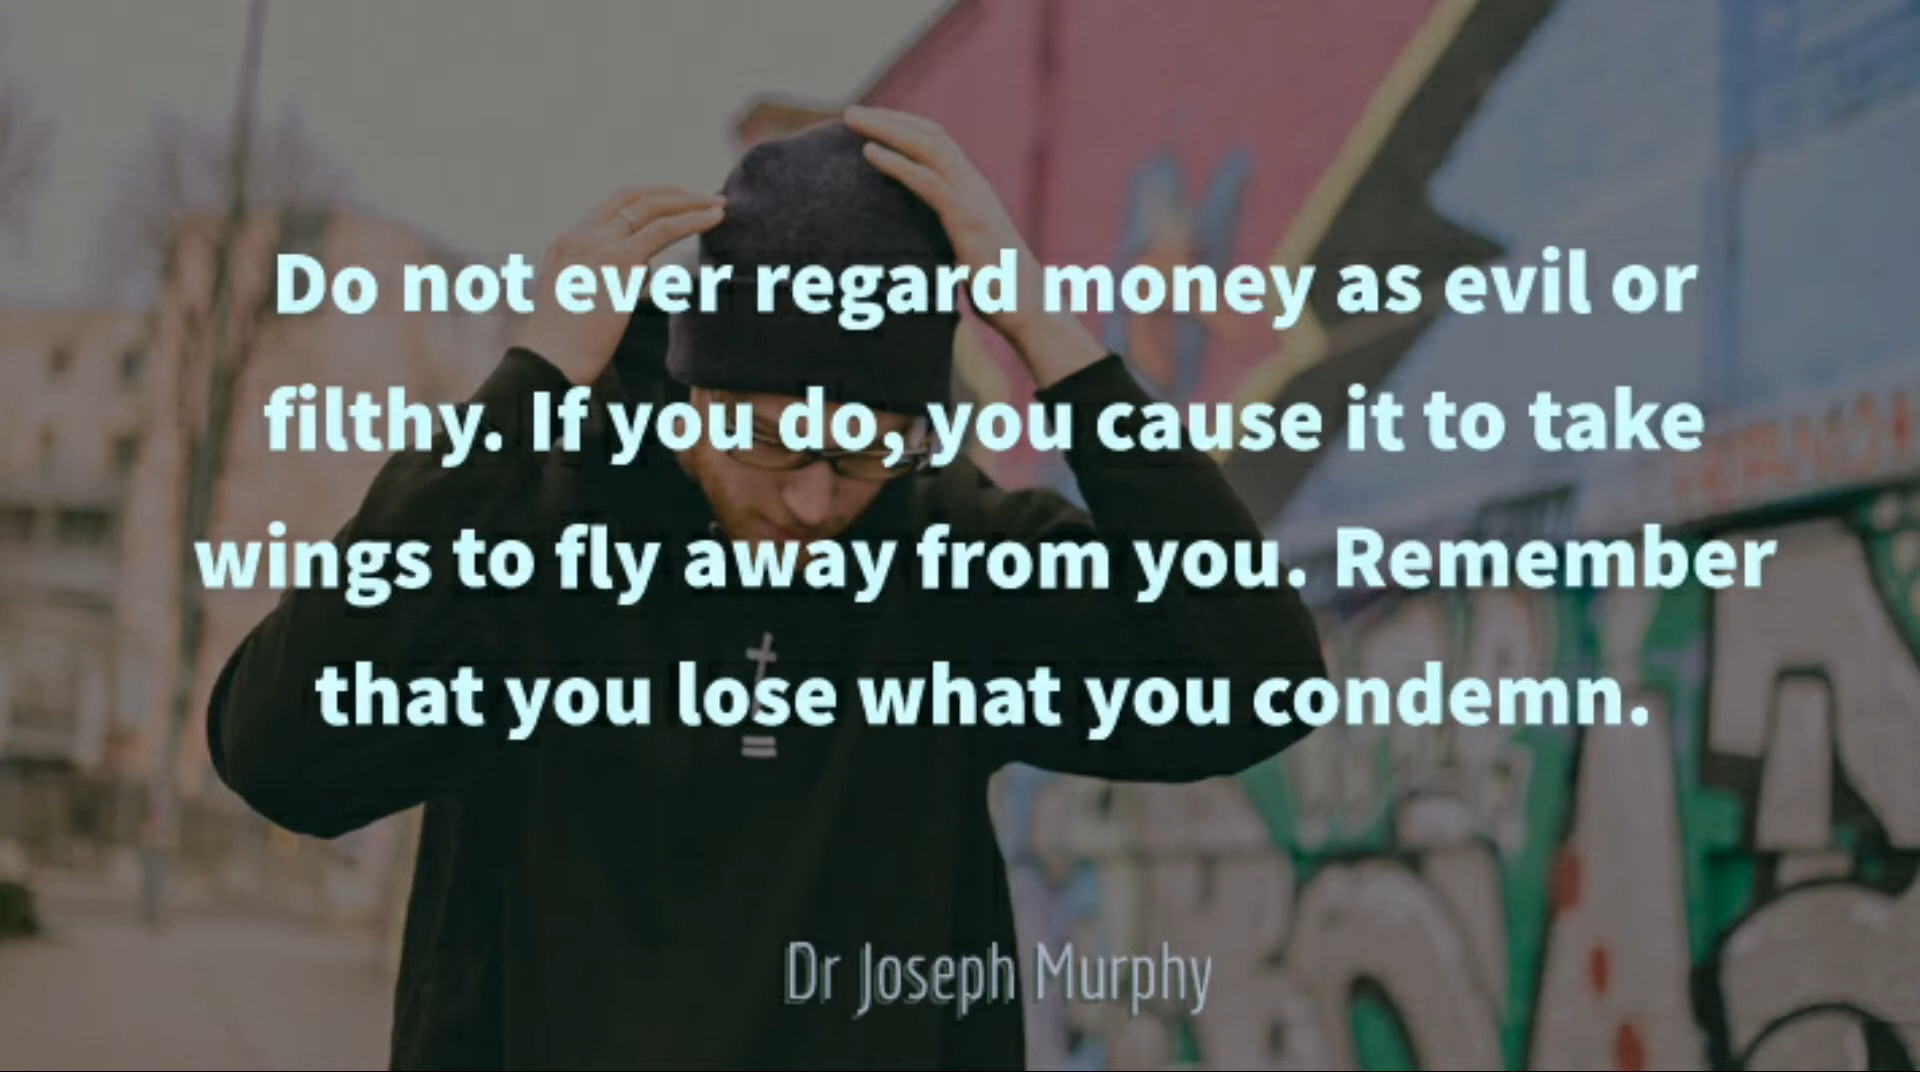 Do not ever regard money as evil or
filthy. If you do, you cause it to take
wings to fly away from you. Remember
that you lose what you condemn.
Dr Joseph Murphy